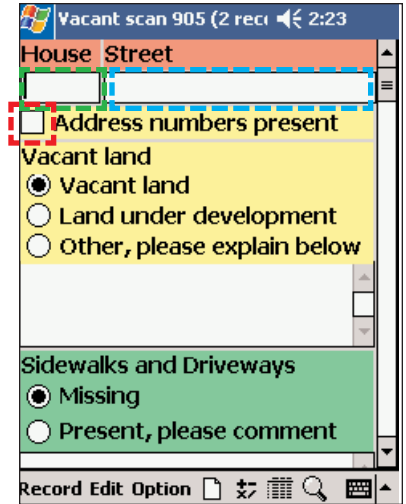 Vacant scan 905 (2 reco 2:23
House Street
Address numbers present
Vacant land
Vacant land
Land under development
Other, please explain below
Sidewalks and Driveways
Missing
Present, please comment
Record Edit Option